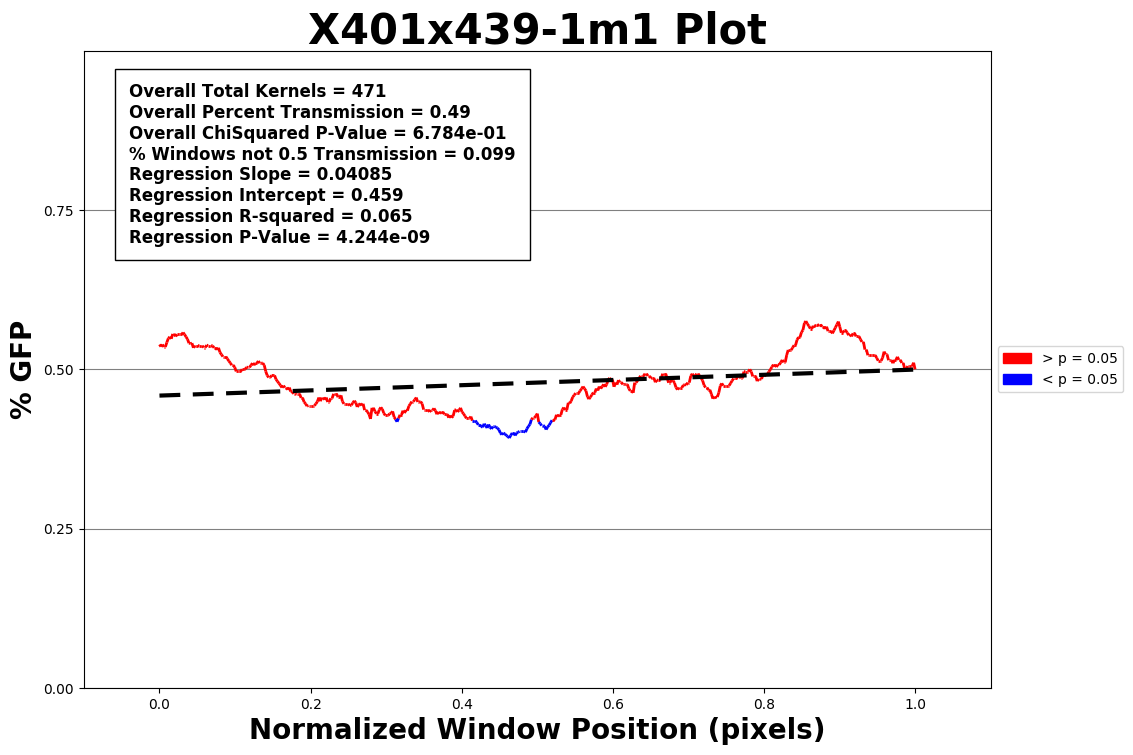 X401x439-1m1 Plot
Overall Total Kernels = 471
Overall Percent Transmission = 0.49
Overall ChiSquared P-Value = 6.784e-01
% Windows not 0.5 Transmission = 0.099
Regression Slope = 0.04085
Regression Intercept = 0.459
Regression R-squared = 0.065
Regression P-Value = 4.244e-09
% GFP
0.75
0.50
0.25
0.00
0.0 0.2 0.4 0.6 0.8 1.0
Normalized Window Position (pixels)
> p = 0.05
< p = 0.05